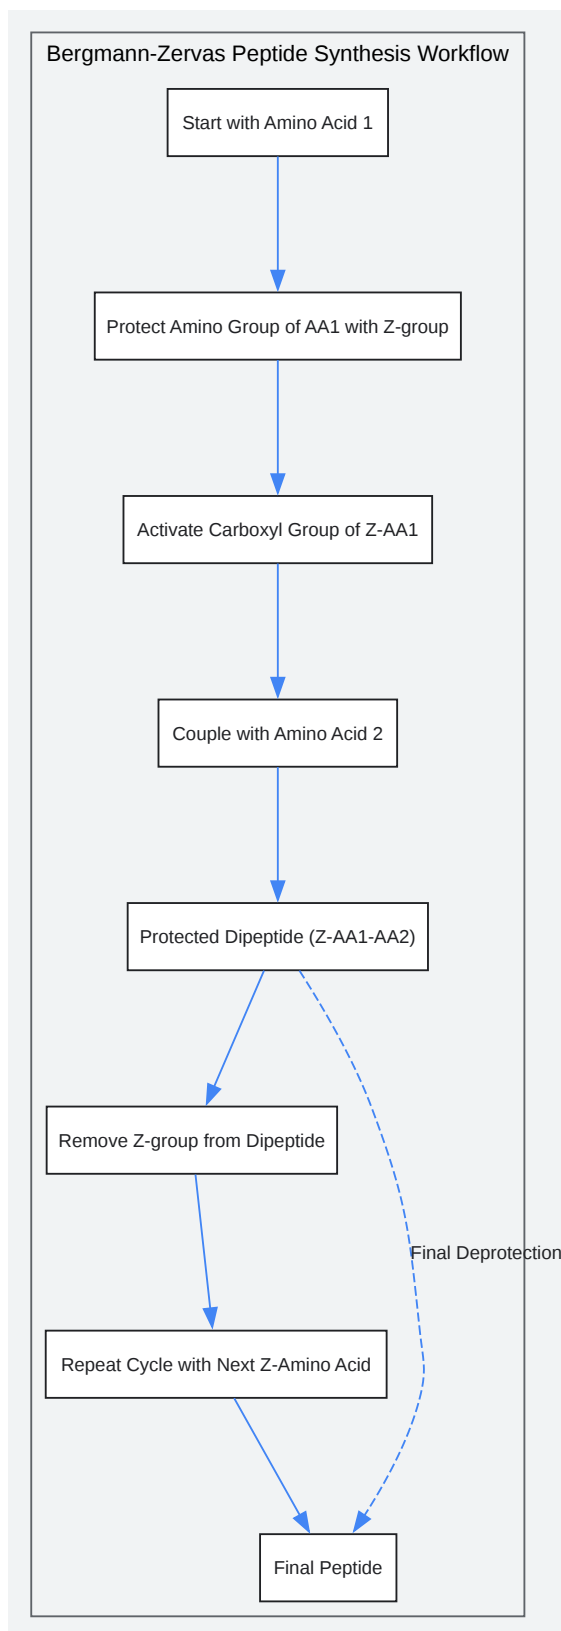 Bergmann-Zervas Peptide Synthesis Workflow
Start with Amino Acid 1
Protect Amino Group of AA1 with Z-group
Activate Carboxyl Group of Z-AA1
Couple with Amino Acid 2
Protected Dipeptide (Z-AA1-AA2)
Remove Z-group from Dipeptide
Final Deprotection
Repeat Cycle with Next Z-Amino Acid
Final Peptide